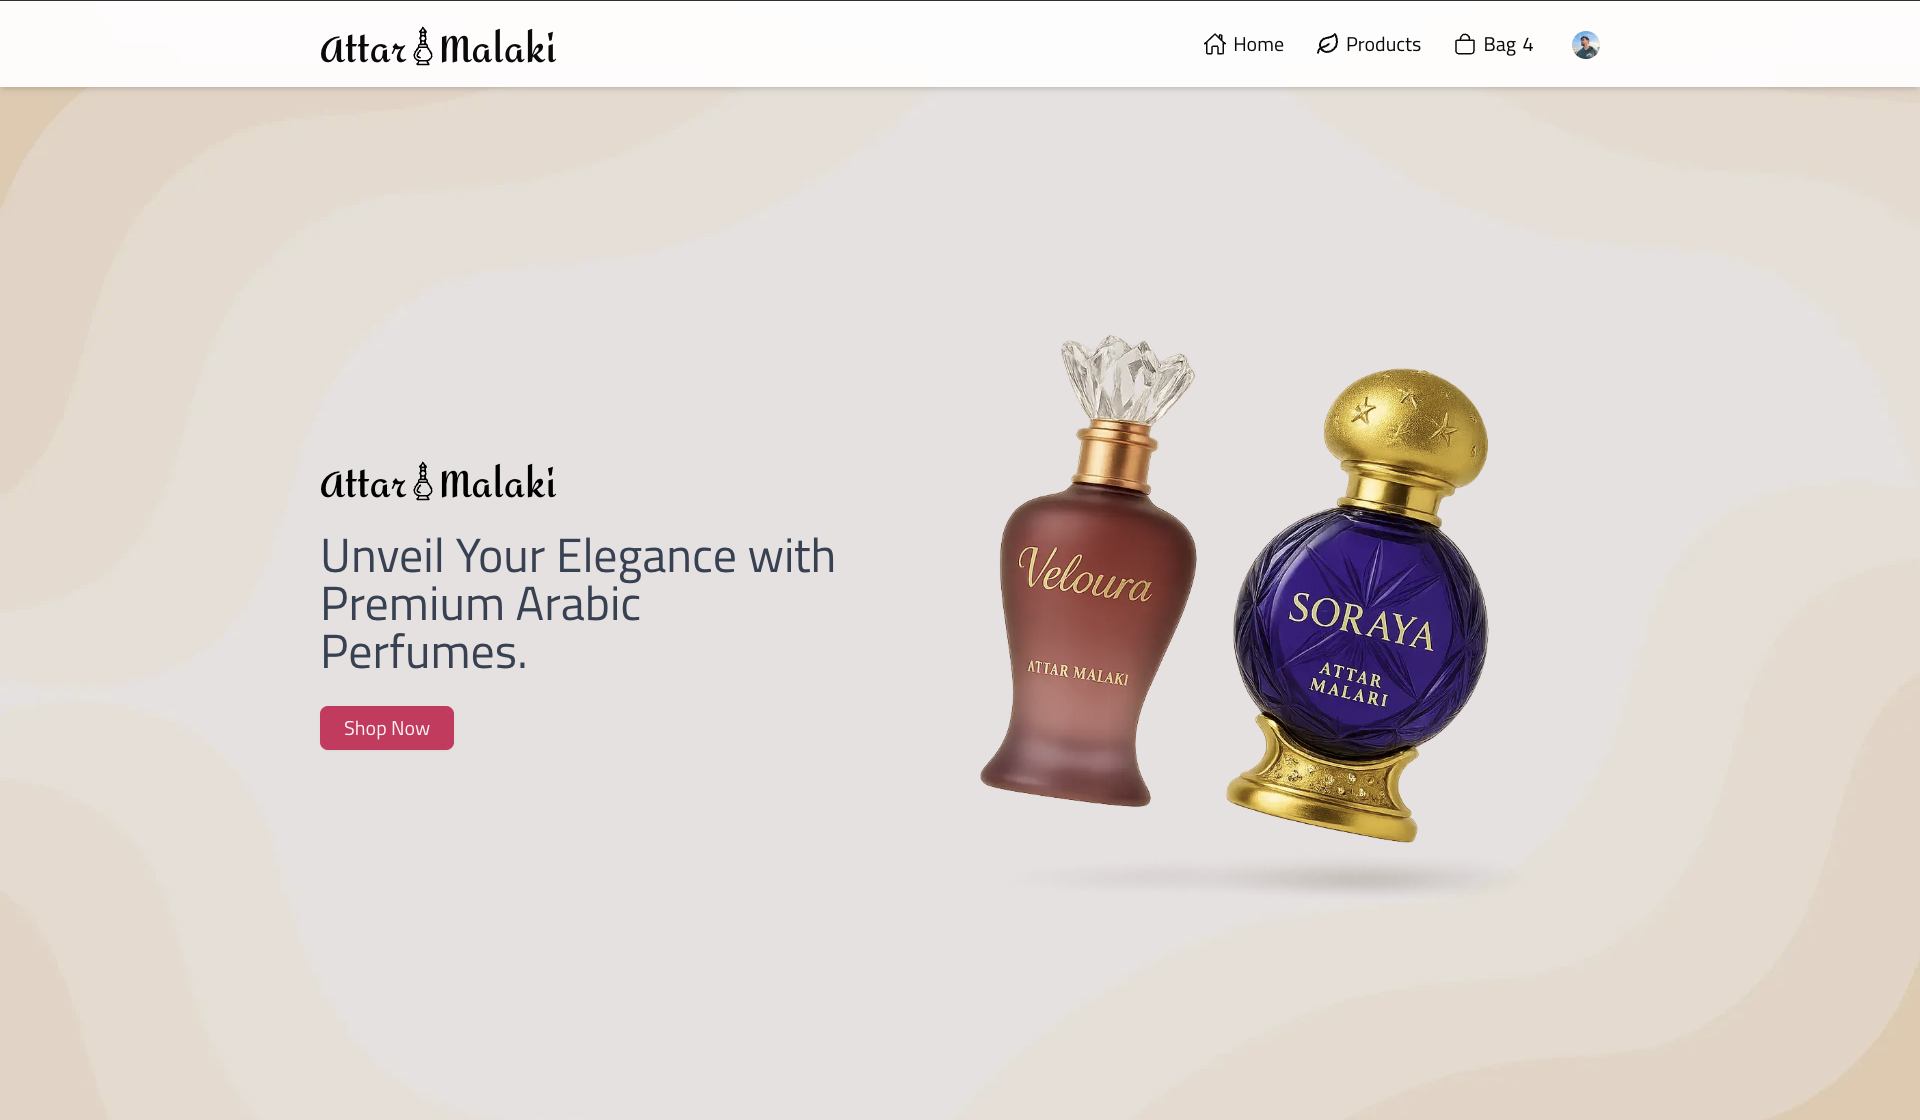 Attar Malaki
Home
Products
Bag 4
Attar Malaki
Unveil Your Elegance with
Premium Arabic
Perfumes.
Shop Now
Veloura
ATTAR MALAKI
SORAYA
ATTAR
MALARI